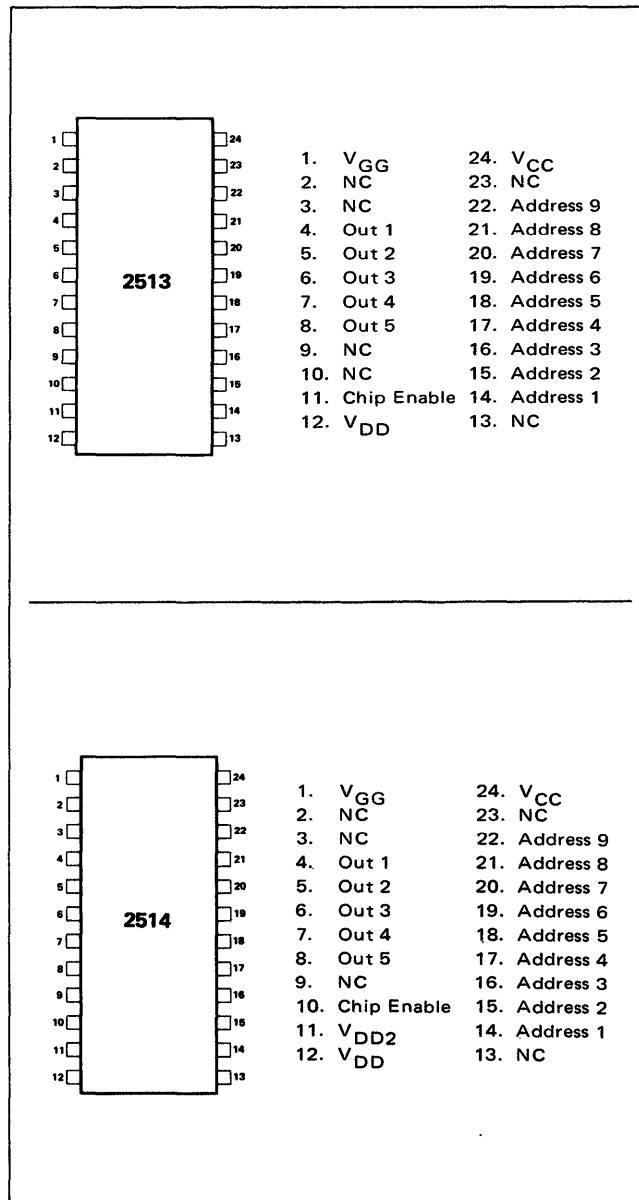 1 24
2 23
3 22
4 21
5 20
6 19
7 18
8 17
9 16
10 15
11 14
12 13
2513
1. VGG 24. VCC
2. NC 23. NC
3. NC 22. Address 9
4. Out 1 21. Address 8
5. Out 2 20. Address 7
6. Out 3 19. Address 6
7. Out 4 18. Address 5
8. Out 5 17. Address 4
9. NC 16. Address 3
10. NC 15. Address 2
11. Chip Enable 14. Address 1
12. VDD 13. NC
1 24
2 23
3 22
4 21
5 20
6 19
7 18
8 17
9 16
10 15
11 14
12 13
2514
1. VGG 24. VCC
2. NC 23. NC
3. NC 22. Address 9
4. Out 1 21. Address 8
5. Out 2 20. Address 7
6. Out 3 19. Address 6
7. Out 4 18. Address 5
8. Out 5 17. Address 4
9. NC 16. Address 3
10. Chip Enable 15. Address 2
11. VDD2 14. Address 1
12. VDD 13. NC